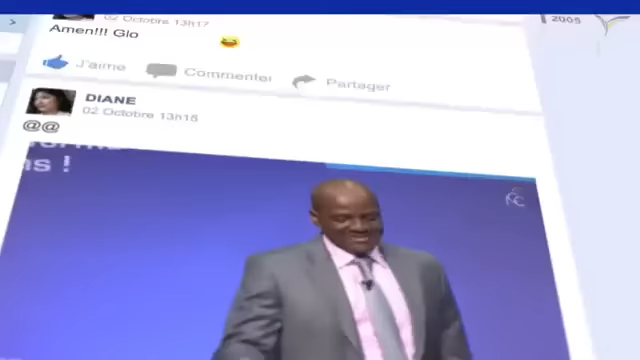 02 Octobre 13h17
2005
Amen!!! Glo
J'aime
Commenter
Partager
DIANE
02 Octobre 13h15
@@
ns !